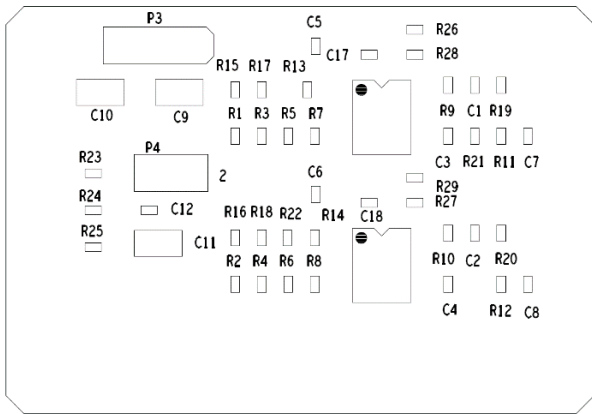 P3
C5
R26
C17
R28
R15 R17 R13
C10
C9
R1 R3 R5 R7
R9 C1 R19
P4
R23
2
C6
C3 R21 R11 C7
R29
R24
C12
R27
R16 R18 R22 R14
C18
R25
C11
R2 R4 R6 R8
R10 C2 R20
C4
R12 C8